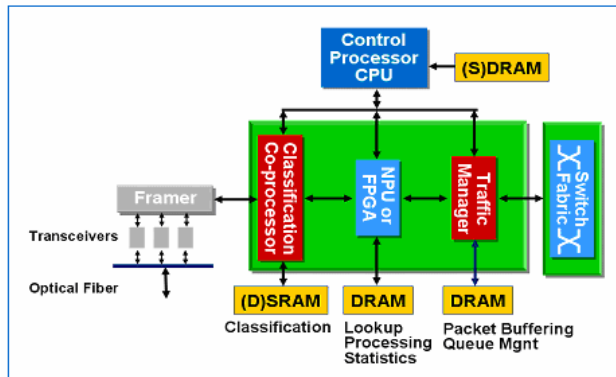 Control
Processor
CPU
(S)DRAM
Classification
Co-processor
NPU or
FPGA
Traffic
Manager
Switch
Fabric
Framer
Transceivers
Optical Fiber
(D)SRAM
DRAM
DRAM
Classification
Lookup
Processing
Statistics
Packet Buffering
Queue Mgnt